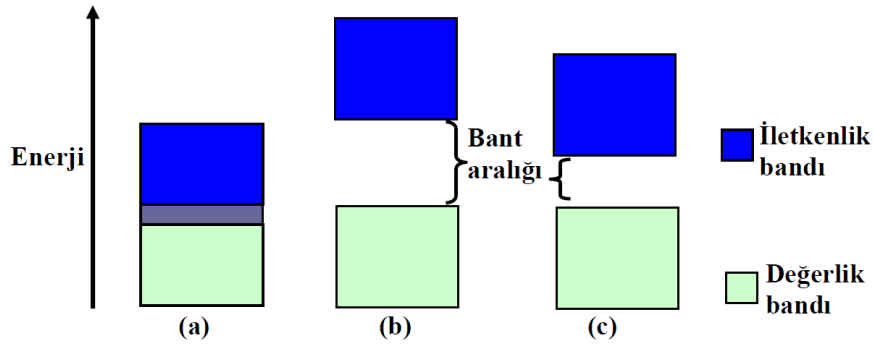 Enerji
Bant
aralığı
İletkenlik
bandı
Değerlik
bandı
(a)
(b)
(c)